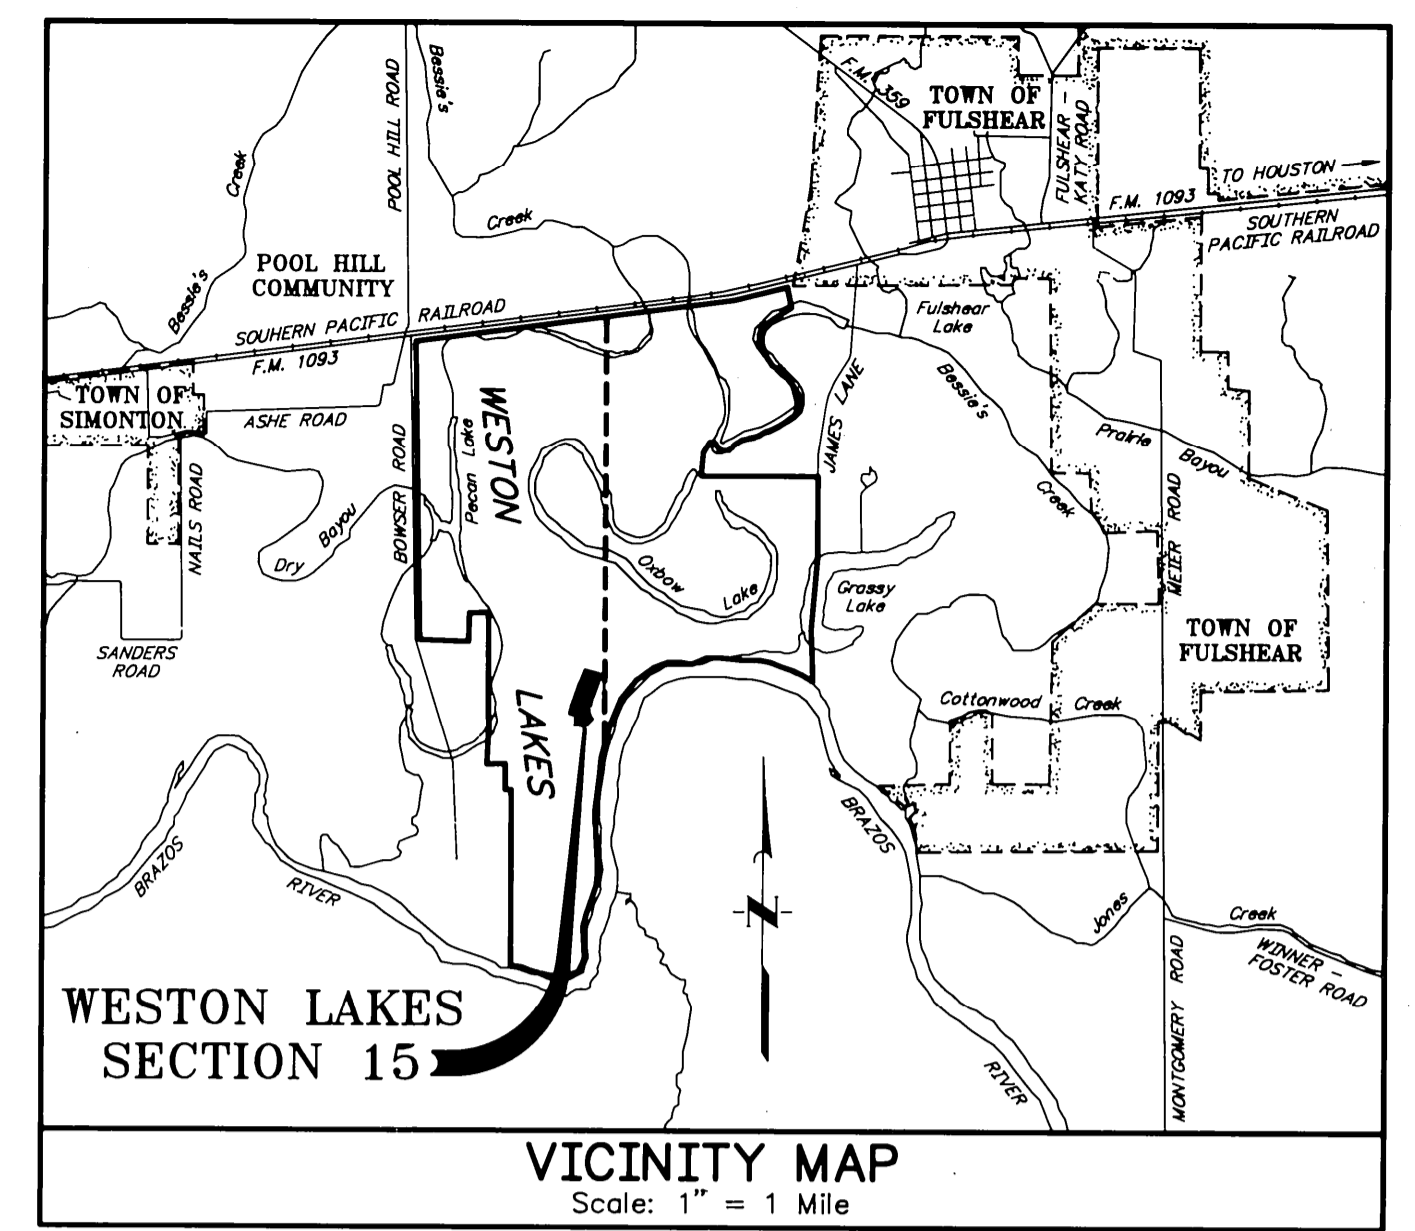 Bessie's
Creek
POOL HILL ROAD
Bessie's
Creek
F.M. 359
TOWN OF
FULSHEAR
FULSHEAR -
KATY ROAD
TO HOUSTON
F.M. 1093
SOUTHERN
PACIFIC RAILROAD
POOL HILL
COMMUNITY
SOUHERN PACIFIC RAILROAD
F.M. 1093
TOWN OF
SIMONTON
ASHE ROAD
NAILS ROAD
Dry Bayou
BOWSER ROAD
Pecan Lake
WESTON
LAKES
Oxbow Lake
Fulshear
Lake
JAMES LANE
Bessie's
Creek
Prairie Bayou
MEIER ROAD
Grassy
Lake
SANDERS
ROAD
TOWN OF
FULSHEAR
Cottonwood Creek
BRAZOS
RIVER
BRAZOS
RIVER
N
Jones
Creek
WINNER -
FOSTER ROAD
MONTGOMERY ROAD
WESTON LAKES
SECTION 15
VICINITY MAP
Scale: 1" = 1 Mile